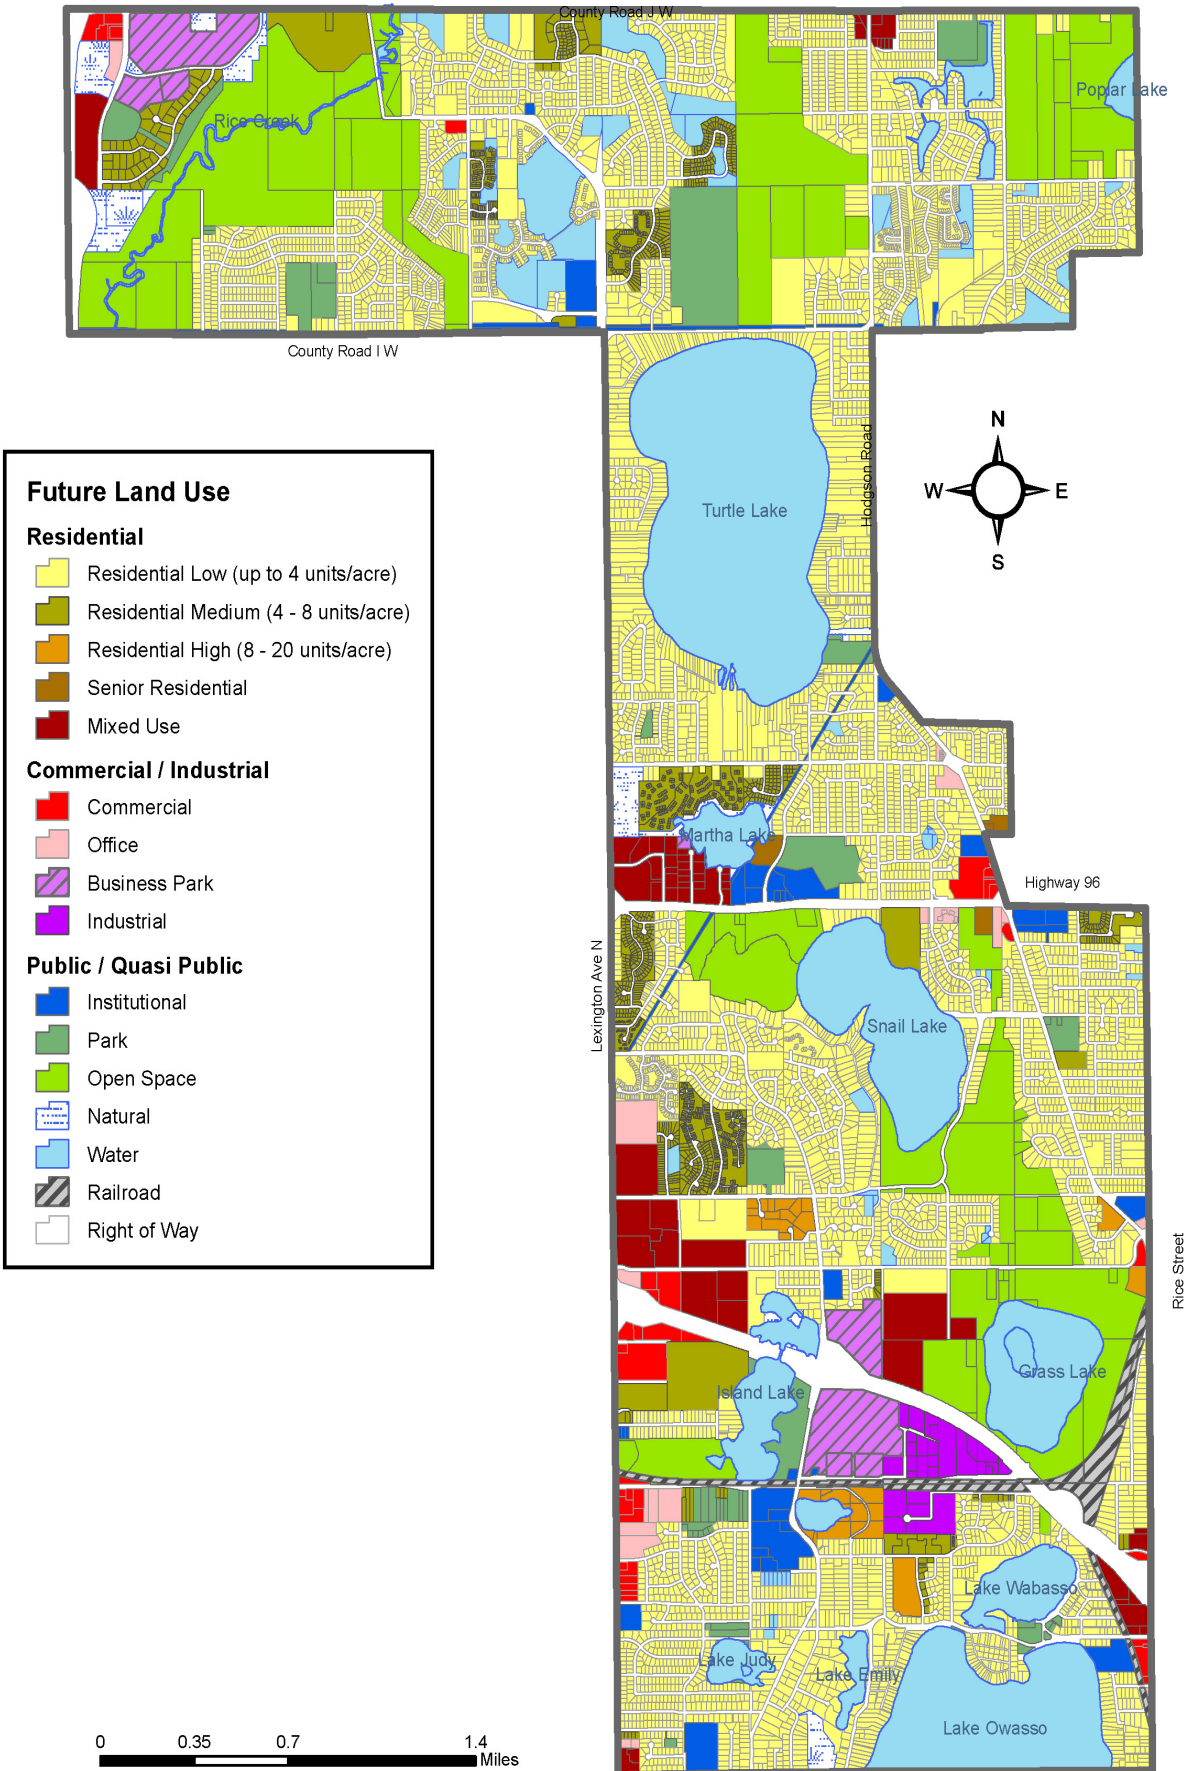 County Road J W
Poplar Lake
Rice Creek
County Road I W
Turtle Lake
Hodgson Road
N
W
E
S
Future Land Use
Residential
Residential Low (up to 4 units/acre)
Residential Medium (4 - 8 units/acre)
Residential High (8 - 20 units/acre)
Senior Residential
Mixed Use
Commercial / Industrial
Commercial
Office
Business Park
Industrial
Public / Quasi Public
Institutional
Park
Open Space
Natural
Water
Railroad
Right of Way
Martha Lake
Highway 96
Lexington Ave N
Snail Lake
Rice Street
Grass Lake
Island Lake
Lake Wabasso
Lake Judy
Lake Emily
Lake Owasso
0 0.35 0.7 1.4
Miles